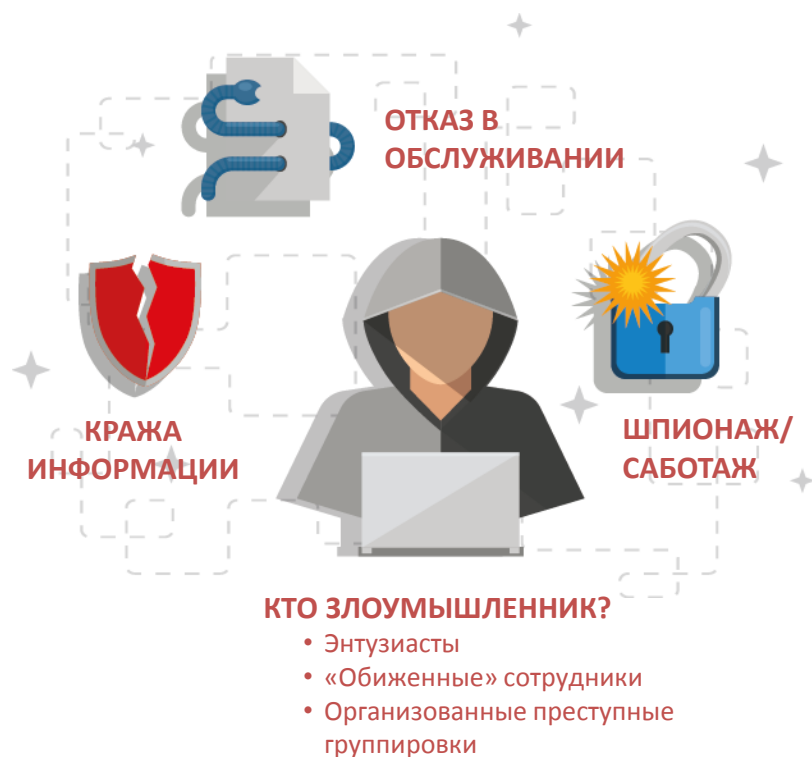 ОТКАЗ В
ОБСЛУЖИВАНИИ
КРАЖА
ИНФОРМАЦИИ
ШПИОНАЖ/
САБОТАЖ
КТО ЗЛОУМЫШЛЕННИК?
• Энтузиасты
• «Обиженные» сотрудники
• Организованные преступные
группировки